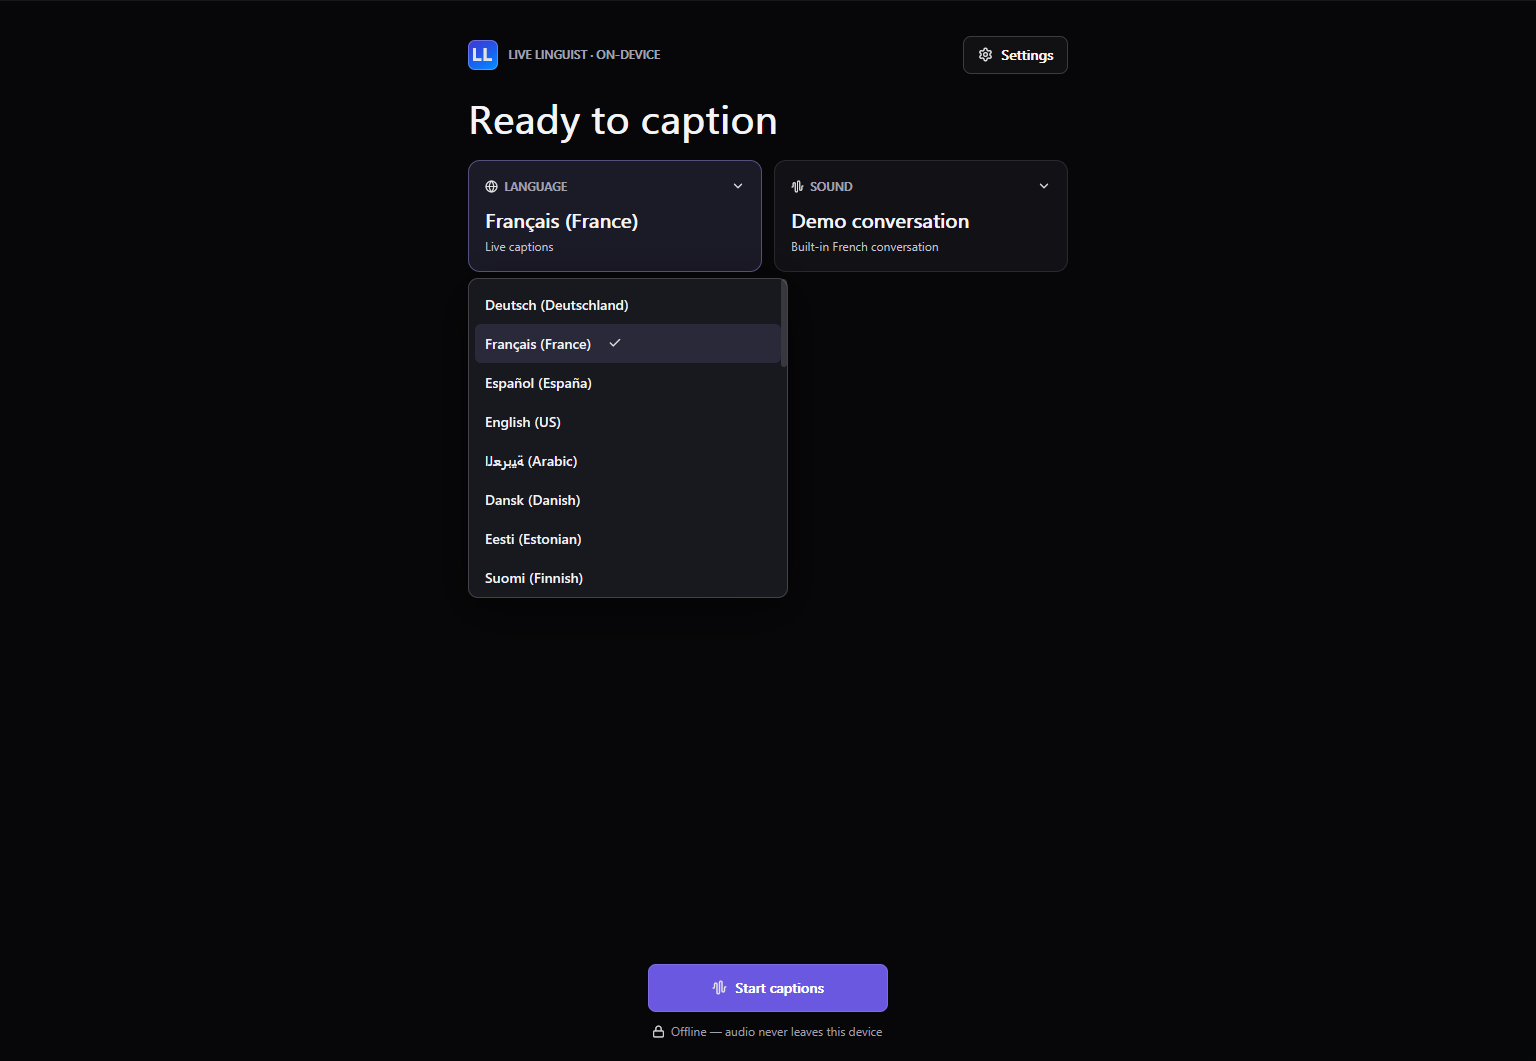 LL LIVE LINGUIST · ON-DEVICE
Settings
Ready to caption
LANGUAGE
Français (France)
Live captions
SOUND
Demo conversation
Built-in French conversation
Deutsch (Deutschland)
Français (France)
Español (España)
English (US)
العربية (Arabic)
Dansk (Danish)
Eesti (Estonian)
Suomi (Finnish)
Start captions
Offline — audio never leaves this device